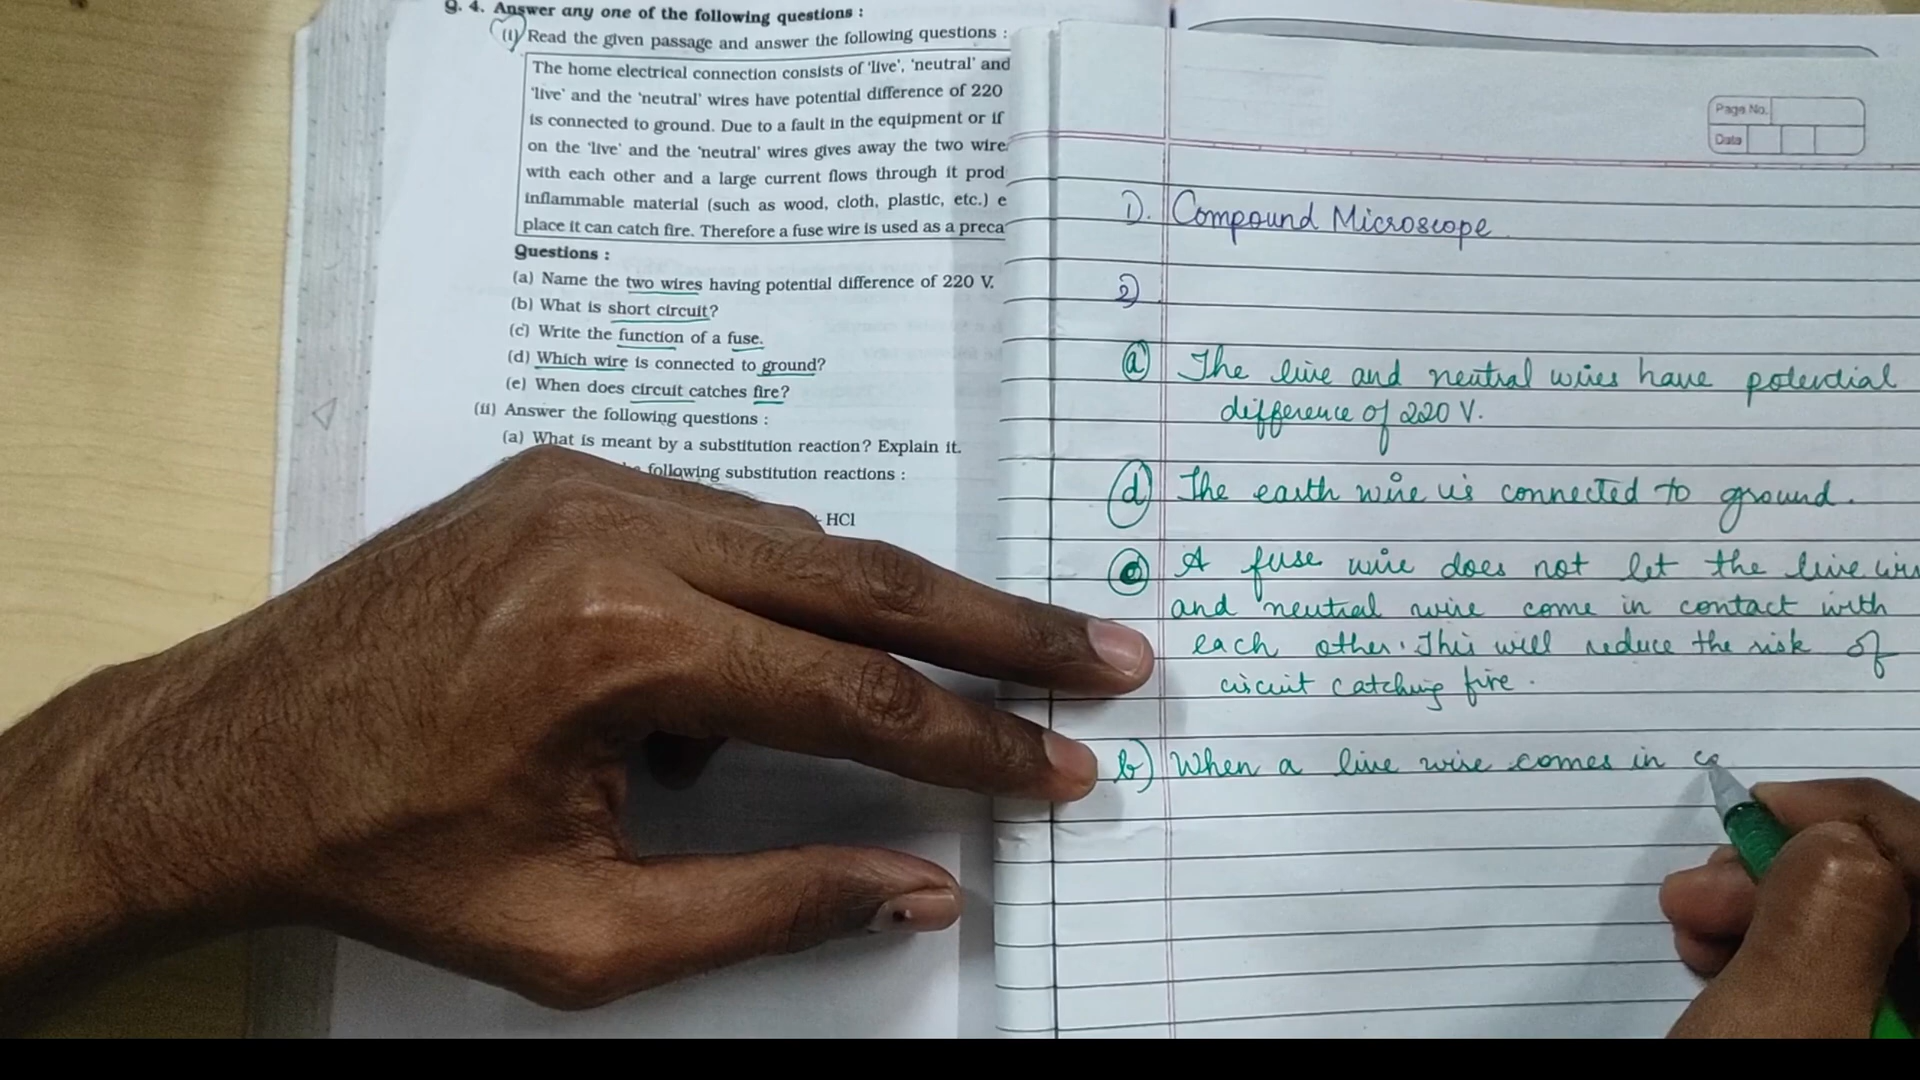 Q. 4. Answer any one of the following questions :
(i) Read the given passage and answer the following questions :
The home electrical connection consists of 'live', 'neutral' and
'live' and the 'neutral' wires have potential difference of 220
is connected to ground. Due to a fault in the equipment or if
on the 'live' and the 'neutral' wires gives away the two wire
with each other and a large current flows through it prod
inflammable material (such as wood, cloth, plastic, etc.) e
place it can catch fire. Therefore a fuse wire is used as a preca
Questions :
(a) Name the two wires having potential difference of 220 V.
(b) What is short circuit?
(c) Write the function of a fuse.
(d) Which wire is connected to ground?
(e) When does circuit catches fire?
(ii) Answer the following questions :
(a) What is meant by a substitution reaction? Explain it.
following substitution reactions :
HCl
Page No.
Date
1). Compound Microscope
2)
(a) The live and neutral wires have potential
difference of 220 V.
(d) The earth wire is connected to ground.
(c) A fuse wire does not let the live wir
and neutral wire come in contact with
each other. This will reduce the risk of
circuit catching fire.
b) When a live wire comes in co